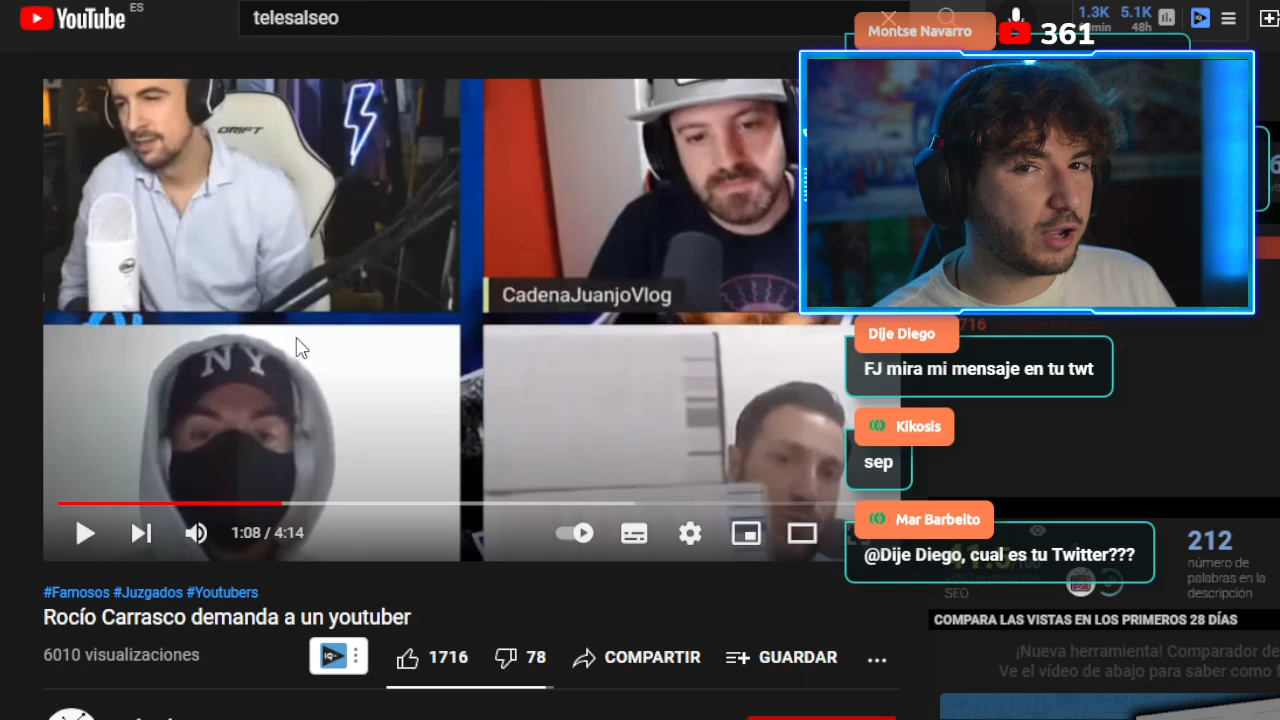 YouTube ES
telesalseo
1.3K 5.1K
48h
Montse Navarro
361
DRIFT
CadenaJuanjoVlog
NY
Dije Diego
FJ mira mi mensaje en tu twt
Kikosis
sep
Mar Barbeito
@Dije Diego, cual es tu Twitter???
1:08 / 4:14
212
número de
palabras en la
descripción
SEO
#Famosos #Juzgados #Youtubers
Rocío Carrasco demanda a un youtuber
6010 visualizaciones
IQ
1716
78
COMPARTIR
GUARDAR
COMPARA LAS VISTAS EN LOS PRIMEROS 28 DÍAS
¡Nueva herramienta! Comparador de
Ve el vídeo de abajo para saber como